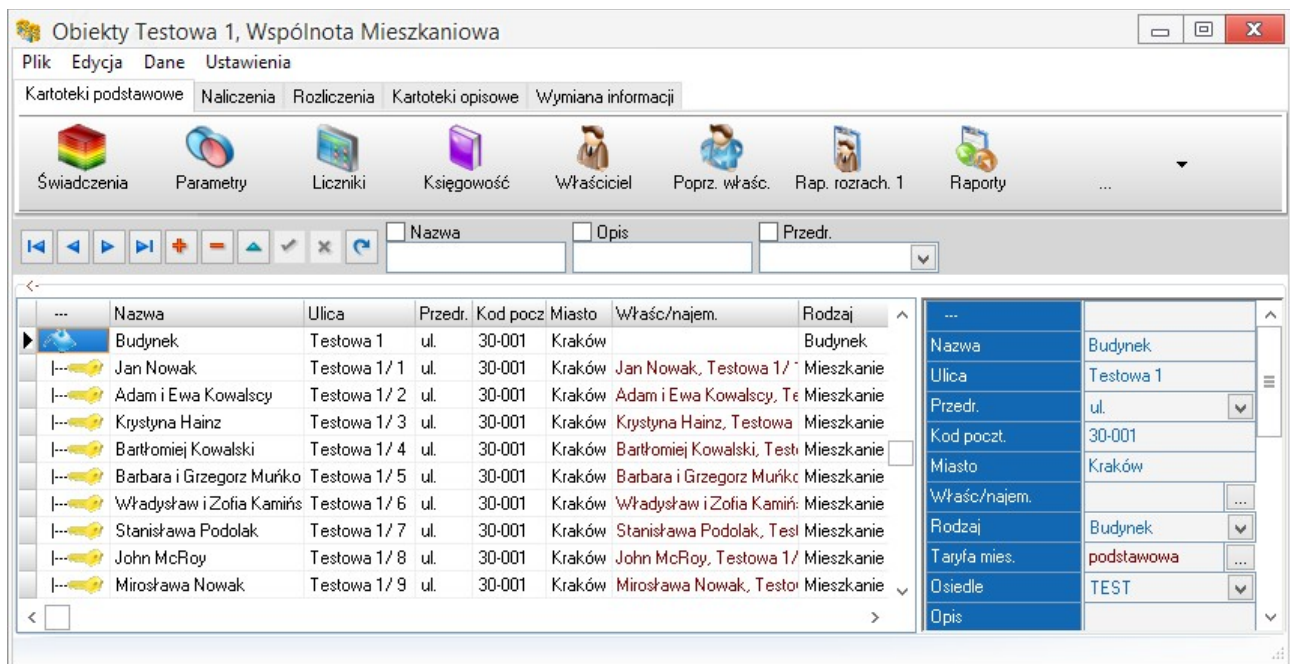 Obiekty Testowa 1, Wspólnota Mieszkaniowa
Plik Edycja Dane Ustawienia
Kartoteki podstawowe Naliczenia Rozliczenia Kartoteki opisowe Wymiana informacji
Świadczenia Parametry Liczniki Księgowość Właściciel Poprz. właśc. Rap. rozrach. 1 Raporty ...
Nazwa Opis Przedr.
--- Nazwa Ulica Przedr. Kod pocz Miasto Właśc/najem. Rodzaj
Budynek Testowa 1 ul. 30-001 Kraków Budynek
Jan Nowak Testowa 1/ 1 ul. 30-001 Kraków Jan Nowak, Testowa 1/ Mieszkanie
Adam i Ewa Kowalscy Testowa 1/ 2 ul. 30-001 Kraków Adam i Ewa Kowalscy, Te Mieszkanie
Krystyna Hainz Testowa 1/ 3 ul. 30-001 Kraków Krystyna Hainz, Testowa Mieszkanie
Bartłomiej Kowalski Testowa 1/ 4 ul. 30-001 Kraków Bartłomiej Kowalski, Test Mieszkanie
Barbara i Grzegorz Muńko Testowa 1/ 5 ul. 30-001 Kraków Barbara i Grzegorz Muńko Mieszkanie
Władysław i Zofia Kamińs Testowa 1/ 6 ul. 30-001 Kraków Władysław i Zofia Kamińs Mieszkanie
Stanisława Podolak Testowa 1/ 7 ul. 30-001 Kraków Stanisława Podolak, Test Mieszkanie
John McRoy Testowa 1/ 8 ul. 30-001 Kraków John McRoy, Testowa 1/ Mieszkanie
Mirosława Nowak Testowa 1/ 9 ul. 30-001 Kraków Mirosława Nowak, Testo Mieszkanie
---
Nazwa Budynek
Ulica Testowa 1
Przedr. ul.
Kod poczt. 30-001
Miasto Kraków
Właśc/najem. ...
Rodzaj Budynek
Taryfa mies. podstawowa ...
Osiedle TEST
Opis